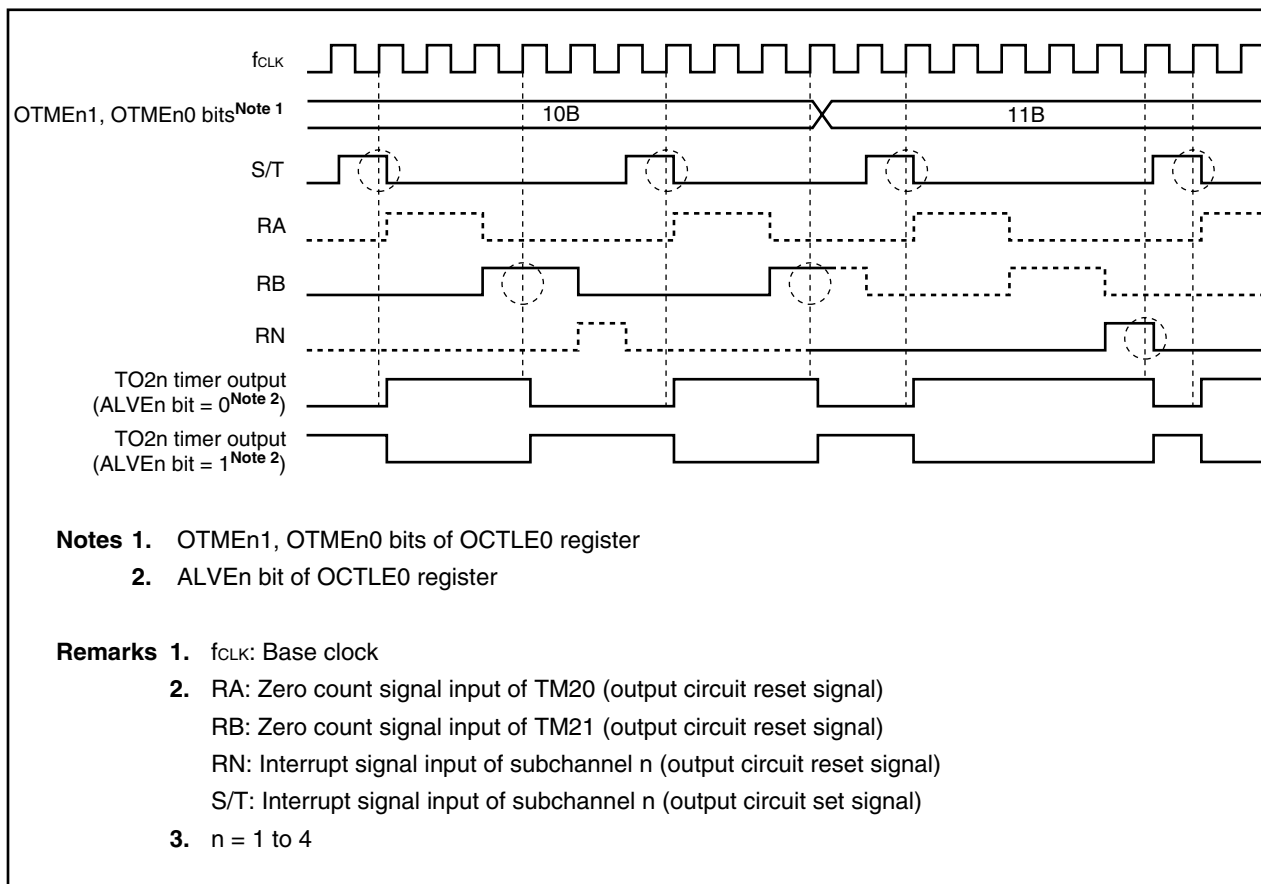 fCLK
OTMEn1, OTMEn0 bitsNote 1
10B
11B
S/T
RA
RB
RN
TO2n timer output
(ALVEn bit = 0Note 2)
TO2n timer output
(ALVEn bit = 1Note 2)
Notes 1. OTMEn1, OTMEn0 bits of OCTLE0 register
2. ALVEn bit of OCTLE0 register
Remarks 1. fCLK: Base clock
2. RA: Zero count signal input of TM20 (output circuit reset signal)
RB: Zero count signal input of TM21 (output circuit reset signal)
RN: Interrupt signal input of subchannel n (output circuit reset signal)
S/T: Interrupt signal input of subchannel n (output circuit set signal)
3. n = 1 to 4